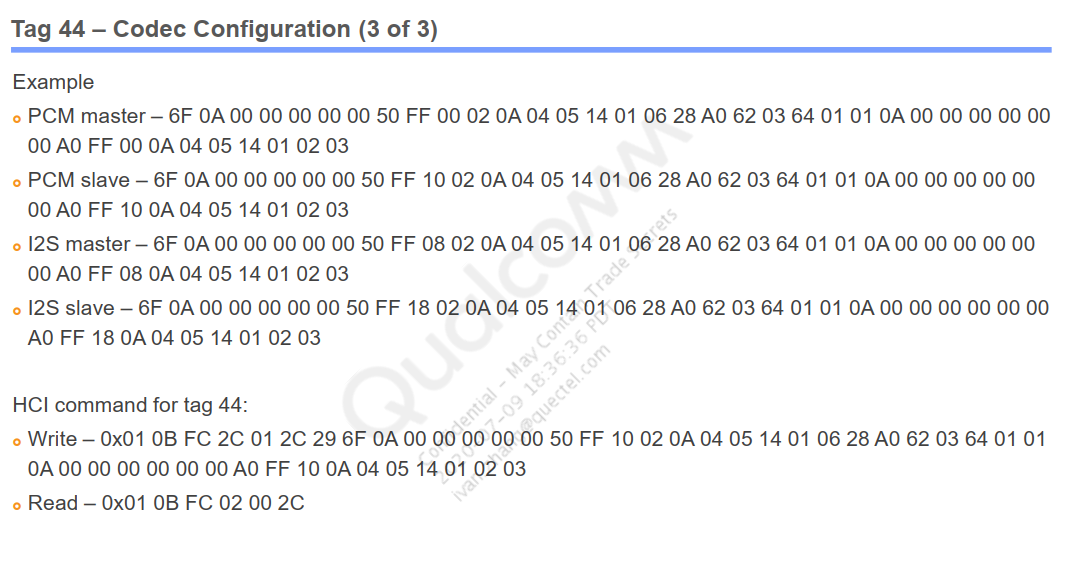 Tag 44 – Codec Configuration (3 of 3)
Example
PCM master – 6F 0A 00 00 00 00 00 50 FF 00 02 0A 04 05 14 01 06 28 A0 62 03 64 01 01 0A 00 00 00 00 00
00 A0 FF 00 0A 04 05 14 01 02 03
PCM slave – 6F 0A 00 00 00 00 00 50 FF 10 02 0A 04 05 14 01 06 28 A0 62 03 64 01 01 0A 00 00 00 00 00
00 A0 FF 10 0A 04 05 14 01 02 03
I2S master – 6F 0A 00 00 00 00 00 50 FF 08 02 0A 04 05 14 01 06 28 A0 62 03 64 01 01 0A 00 00 00 00 00
00 A0 FF 08 0A 04 05 14 01 02 03
I2S slave – 6F 0A 00 00 00 00 00 50 FF 18 02 0A 04 05 14 01 06 28 A0 62 03 64 01 01 0A 00 00 00 00 00 00
A0 FF 18 0A 04 05 14 01 02 03
HCI command for tag 44:
Write – 0x01 0B FC 2C 01 2C 29 6F 0A 00 00 00 00 00 50 FF 10 02 0A 04 05 14 01 06 28 A0 62 03 64 01 01
0A 00 00 00 00 00 00 A0 FF 10 0A 04 05 14 01 02 03
Read – 0x01 0B FC 02 00 2C
Qualcomm
Confidential – May Contain Trade Secrets
18:36:36 PDT